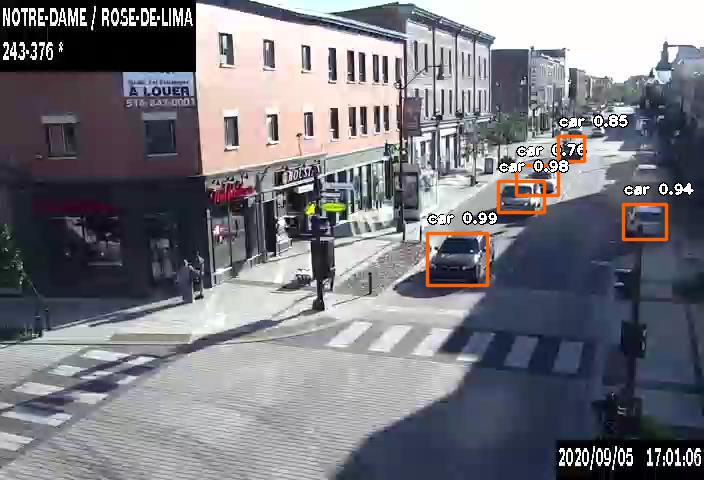 NOTRE-DAME / ROSE-DE-LIMA
243-376 *
À LOUER
514-843-0001
car 0.85
car 0.76
car 0.98
car 0.94
car 0.99
2020/09/05 17:01:06